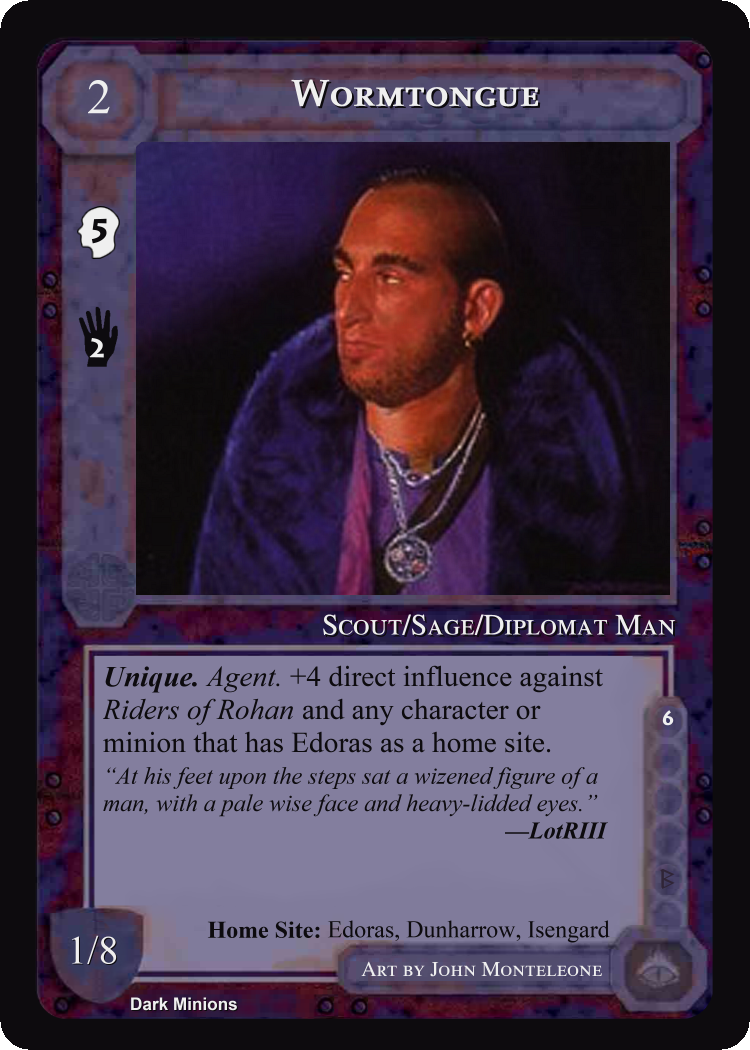 2
WORMTONGUE
5
2
SCOUT/SAGE/DIPLOMAT MAN
Unique. Agent. +4 direct influence against
Riders of Rohan and any character or
minion that has Edoras as a home site.
“At his feet upon the steps sat a wizened figure of a
man, with a pale wise face and heavy-lidded eyes.”
—LotRIII
6
Home Site: Edoras, Dunharrow, Isengard
1/8
ART BY JOHN MONTELEONE
Dark Minions